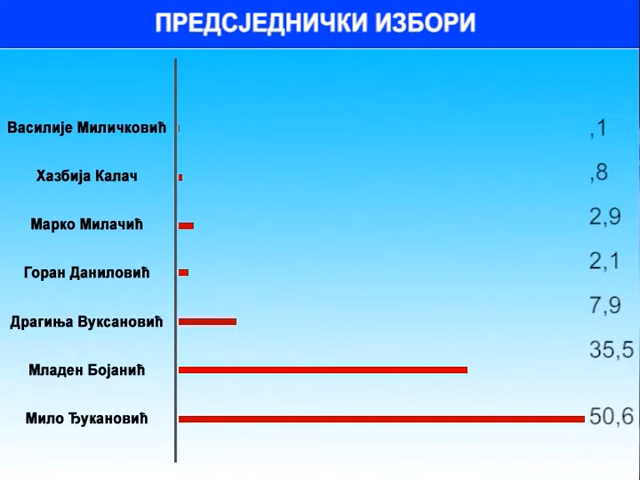 ПРЕДСЈЕДНИЧКИ ИЗБОРИ
Василије Миличковић ,1
Хазбија Калач ,8
Марко Милачић 2,9
Горан Даниловић 2,1
Драгиња Вуксановић 7,9
Младен Бојанић 35,5
Мило Ђукановић 50,6